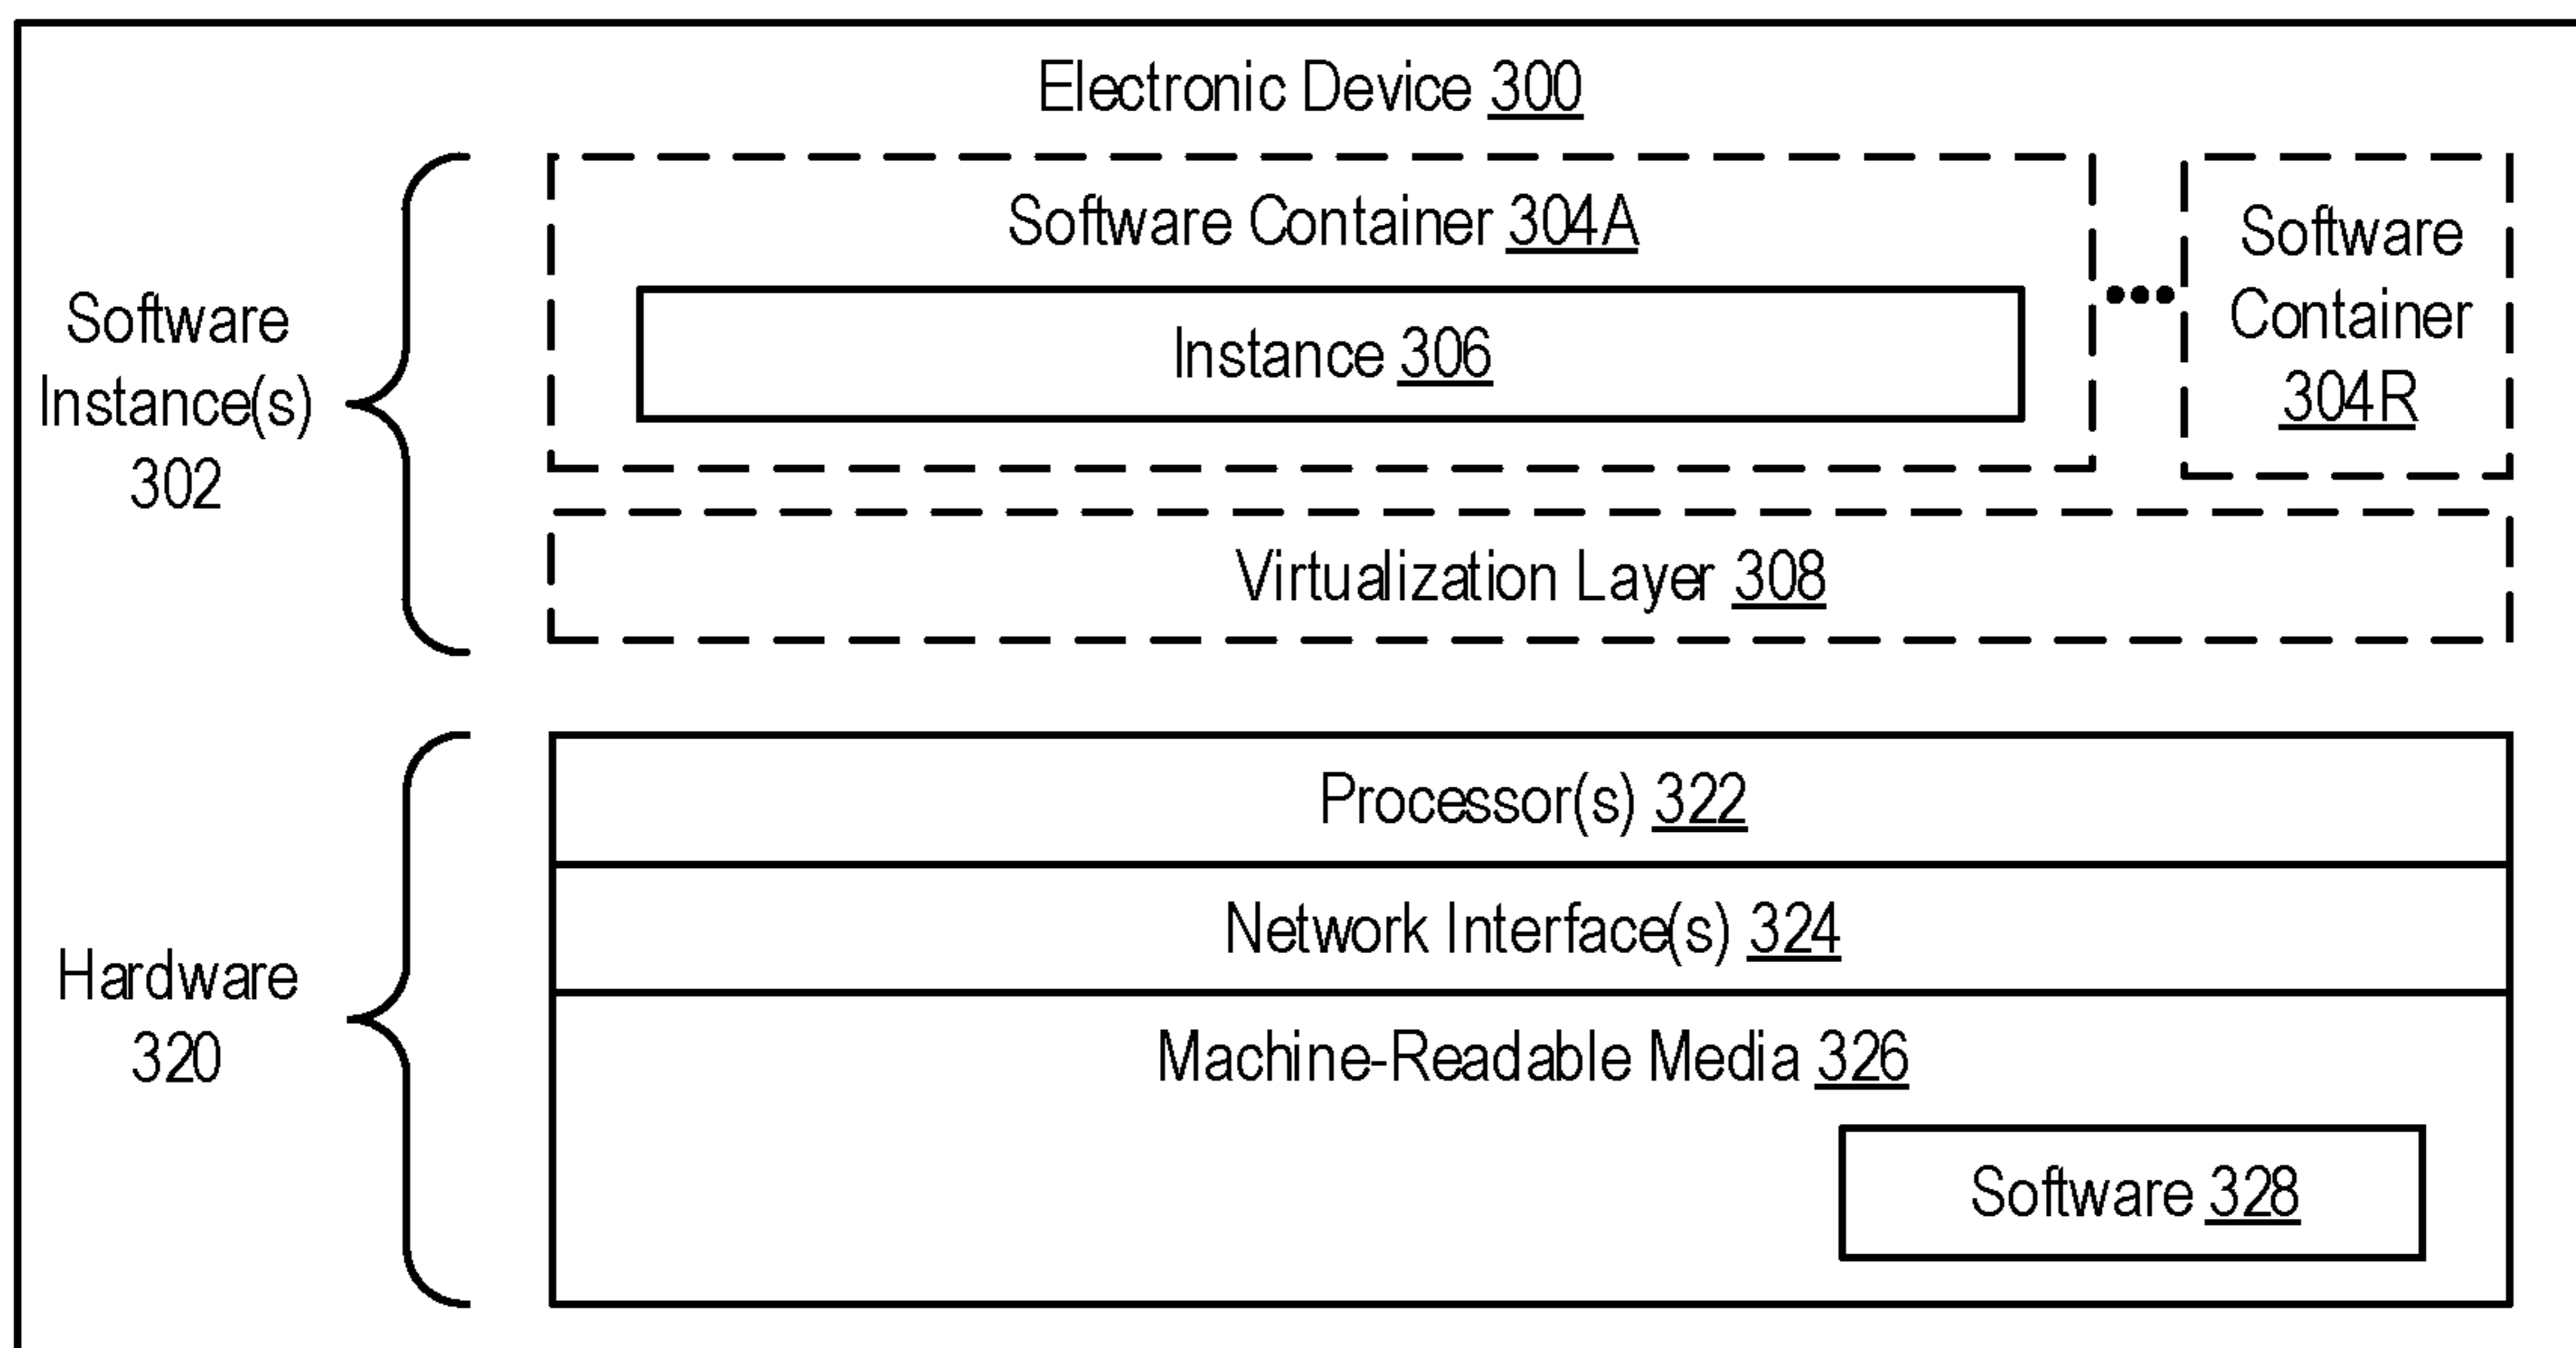 Electronic Device 300
Software
Instance(s)
302
Software Container 304A
Instance 306
Software
Container
304R
Virtualization Layer 308
Hardware
320
Processor(s) 322
Network Interface(s) 324
Machine-Readable Media 326
Software 328